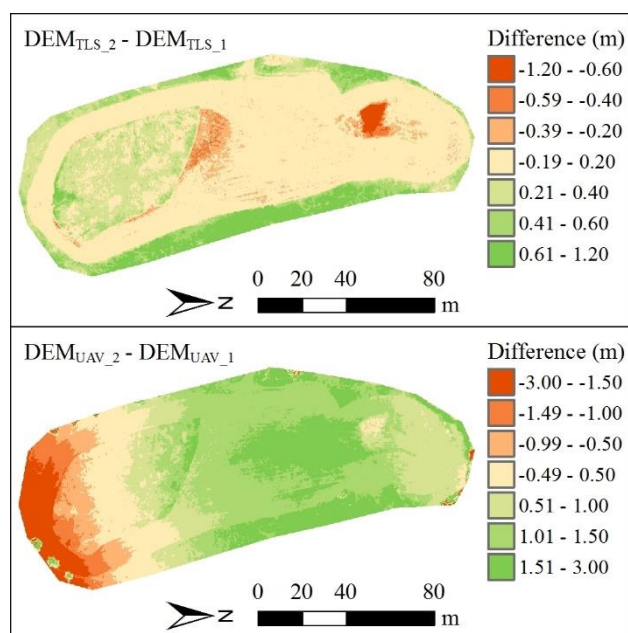 DEMTLS_2 - DEMTLS_1
Difference (m)
-1.20 - -0.60
-0.59 - -0.40
-0.39 - -0.20
-0.19 - 0.20
0.21 - 0.40
0.41 - 0.60
0.61 - 1.20
N
0 20 40 80
m
DEMUAV_2 - DEMUAV_1
Difference (m)
-3.00 - -1.50
-1.49 - -1.00
-0.99 - -0.50
-0.49 - 0.50
0.51 - 1.00
1.01 - 1.50
1.51 - 3.00
N
0 20 40 80
m